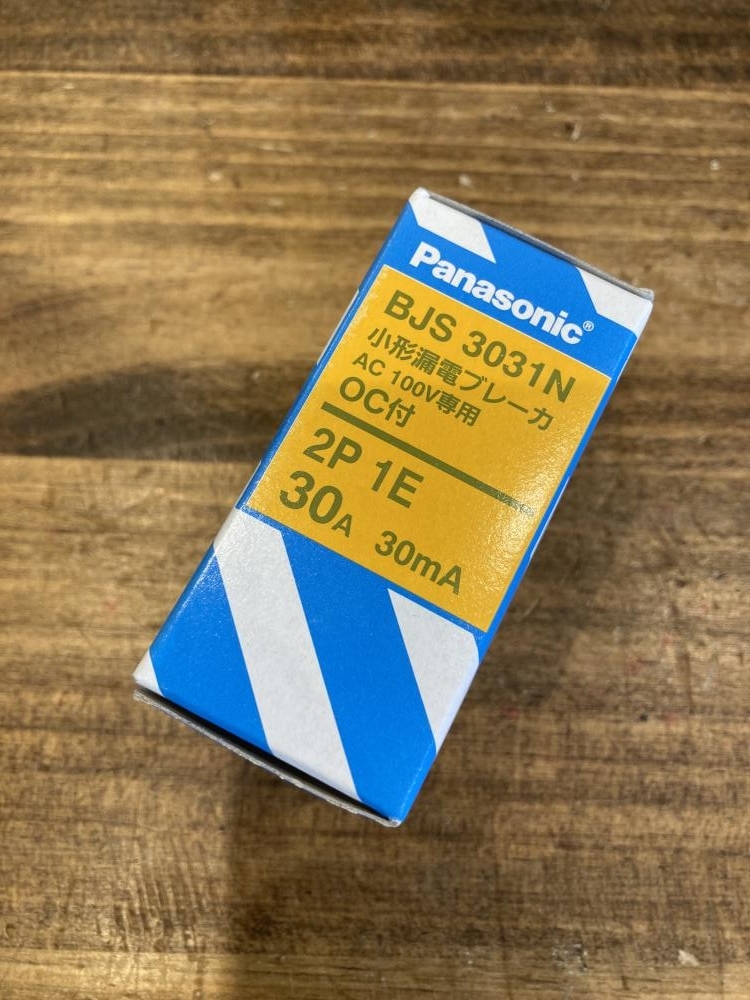 Panasonic®
BJS 3031N
小形漏電ブレーカ
AC 100V専用
OC付
2P 1E
30A 30mA